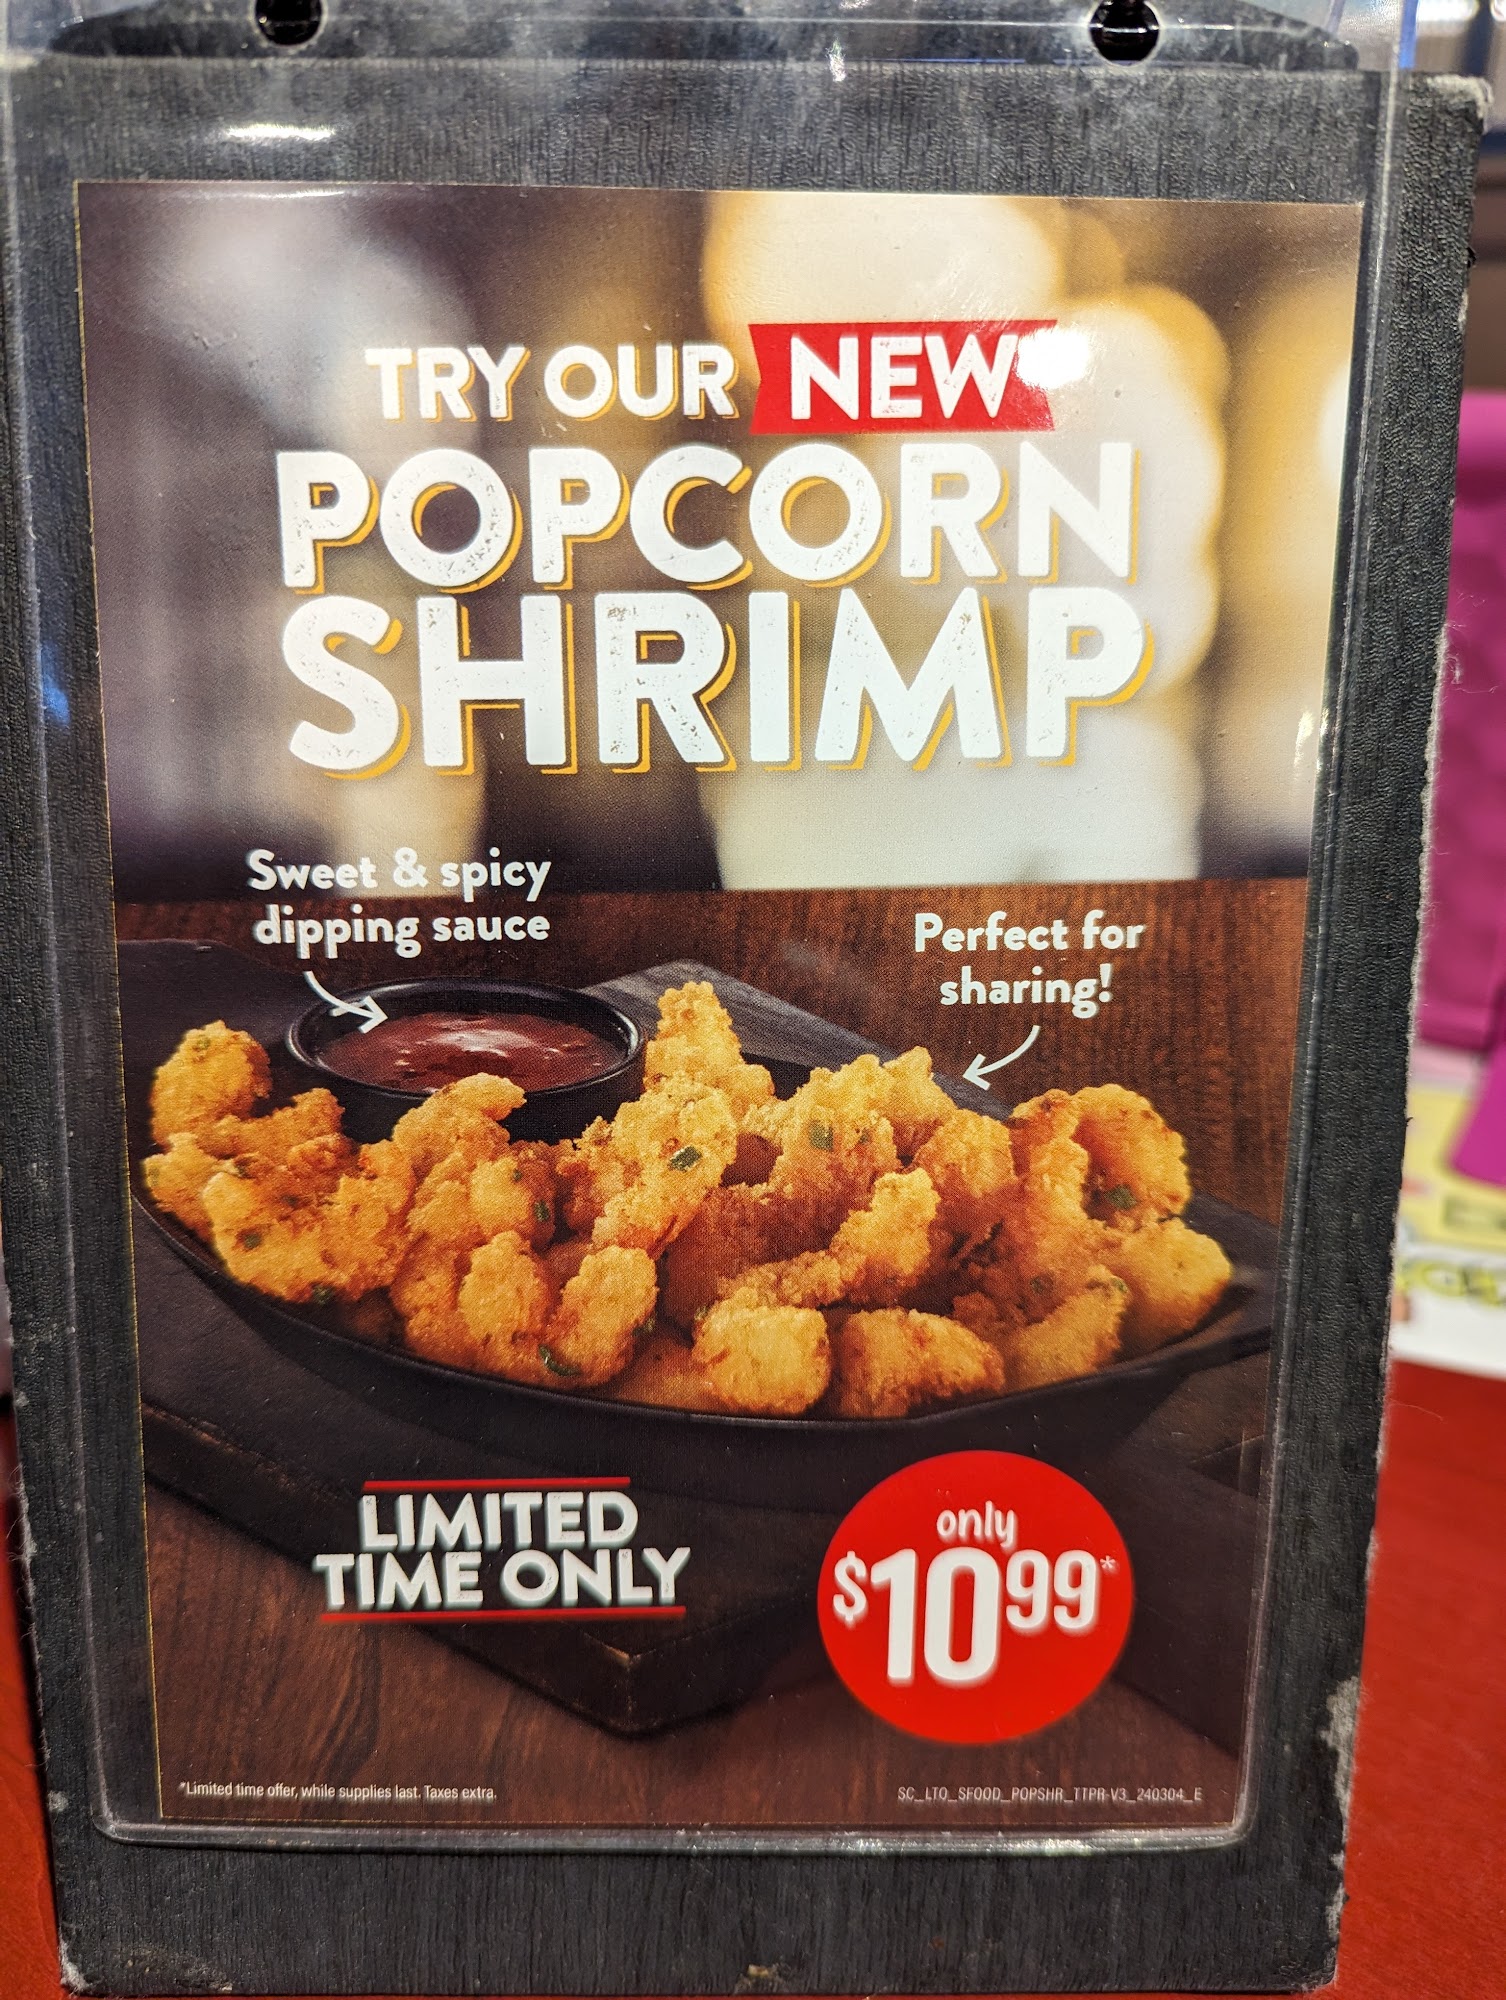 TRY OUR NEW
POPCORN
SHRIMP
Sweet & spicy
dipping sauce
Perfect for
sharing!
LIMITED
TIME ONLY
only
$10.99*
*Limited time offer, while supplies last. Taxes extra.
SC_LTO_SFOOD_POPSHR_TTPR-V3_240304_E